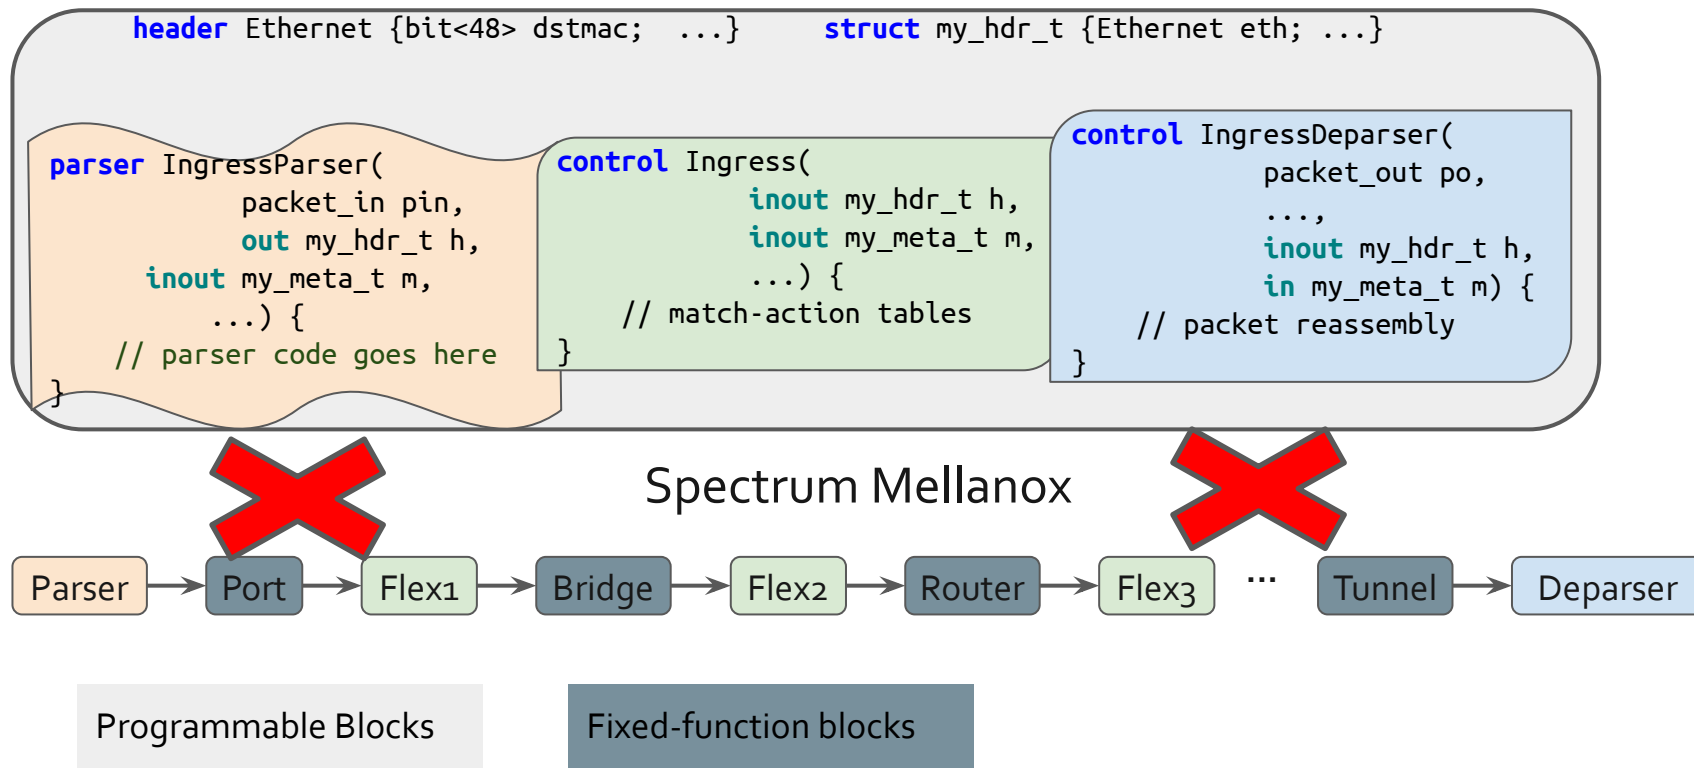 header Ethernet {bit<48> dstmac;  ...}     struct my_hdr_t {Ethernet eth; ...}
parser IngressParser(
packet_in pin,
out my_hdr_t h,
inout my_meta_t m,
...) {
// parser code goes here
}
control Ingress(
inout my_hdr_t h,
inout my_meta_t m,
...) {
// match-action tables
}
control IngressDeparser(
packet_out po,
...,
inout my_hdr_t h,
in my_meta_t m) {
// packet reassembly
}
Spectrum Mellanox
Parser
Port
Flex1
Bridge
Flex2
Router
Flex3
...
Tunnel
Deparser
Programmable Blocks
Fixed-function blocks